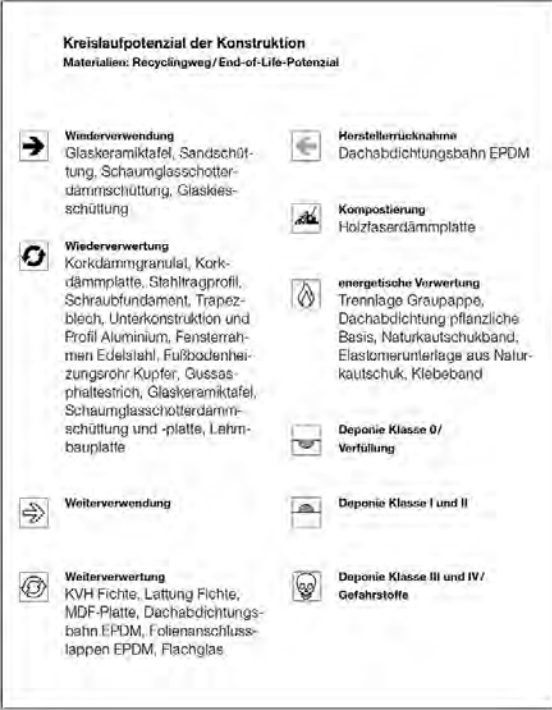 Kreislaufpotenzial der Konstruktion
Materialien: Recyclingweg/End-of-Life-Potenzial
Wiederverwendung
Glaskeramiktafel, Sandschüt-
tung, Schaumglasschotter-
dämmschüttung, Glaskies-
schüttung
Wiederverwertung
Korkdämmgranulat, Kork-
dämmplatte, Stahltragprofil,
Schraubfundament, Trapez-
blech, Unterkonstruktion und
Profil Aluminium, Fensterrah-
men Edelstahl, Fußbodenhei-
zungsrohr Kupfer, Gussas-
phaltestrich, Glaskeramiktafel,
Schaumglasschotterdämm-
schüttung und -platte, Lehm-
bauplatte
Weiterverwendung
Weiterverwertung
KVH Fichte, Lattung Fichte,
MDF-Platte, Dachabdichtungs-
bahn EPDM, Folienanschluss-
lappen EPDM, Flachglas
Herstellerrücknahme
Dachabdichtungsbahn EPDM
Kompostierung
Holzfaserdämmplatte
energetische Verwertung
Trennlage Graupappe,
Dachabdichtung pflanzliche
Basis, Naturkautschukband,
Elastomerunterlage aus Natur-
kautschuk, Klebeband
Deponie Klasse 0/
Verfüllung
Deponie Klasse I und II
Deponie Klasse III und IV/
Gefahrstoffe